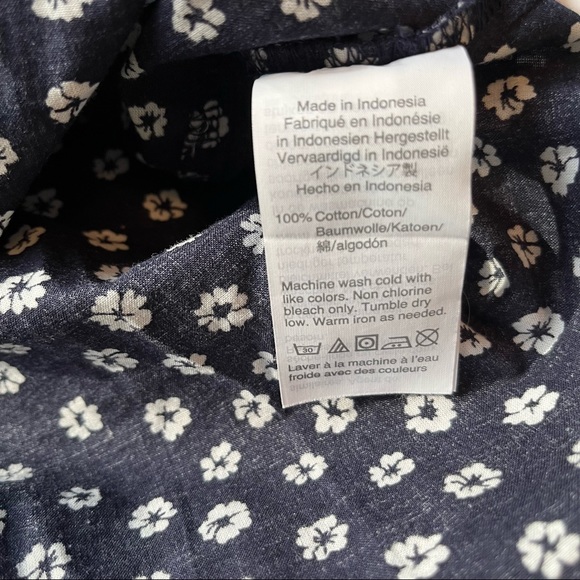 Made in Indonesia
Fabriqué en Indonésie
in Indonesien Hergestellt
Vervaardigd in Indonesië
インドネシア製
Hecho en Indonesia
100% Cotton/Coton/
Baumwolle/Katoen/
綿/algodón
Machine wash cold with
like colors. Non chlorine
bleach only. Tumble dry
low. Warm iron as needed.
30
Laver à la machine à l'eau
froide avec des couleurs